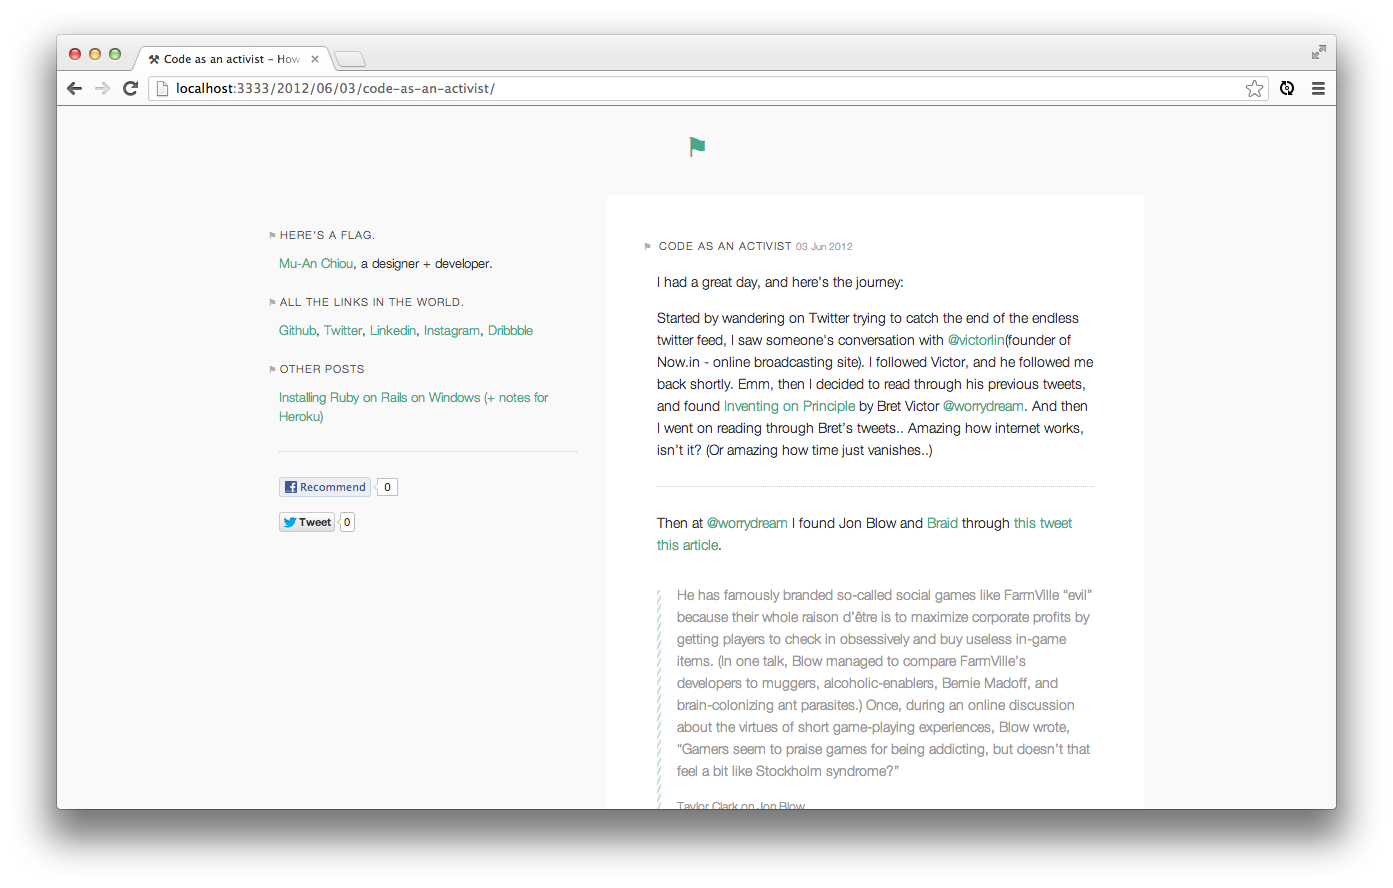 Code as an activist – How
localhost:3333/2012/06/03/code-as-an-activist/
HERE'S A FLAG.
Mu-An Chiou, a designer + developer.
ALL THE LINKS IN THE WORLD.
Github, Twitter, Linkedin, Instagram, Dribbble
OTHER POSTS
Installing Ruby on Rails on Windows (+ notes for
Heroku)
Recommend 0
Tweet 0
CODE AS AN ACTIVIST 03 Jun 2012
I had a great day, and here's the journey:
Started by wandering on Twitter trying to catch the end of the endless
twitter feed, I saw someone's conversation with @victorlin(founder of
Now.in - online broadcasting site). I followed Victor, and he followed me
back shortly. Emm, then I decided to read through his previous tweets,
and found Inventing on Principle by Bret Victor @worrydream. And then
I went on reading through Bret's tweets.. Amazing how internet works,
isn't it? (Or amazing how time just vanishes..)
Then at @worrydream I found Jon Blow and Braid through this tweet
this article.
He has famously branded so-called social games like FarmVille “evil”
because their whole raison d'être is to maximize corporate profits by
getting players to check in obsessively and buy useless in-game
items. (In one talk, Blow managed to compare FarmVille's
developers to muggers, alcoholic-enablers, Bernie Madoff, and
brain-colonizing ant parasites.) Once, during an online discussion
about the virtues of short game-playing experiences, Blow wrote,
“Gamers seem to praise games for being addicting, but doesn't that
feel a bit like Stockholm syndrome?”
Taylor Clark on Jon Blow